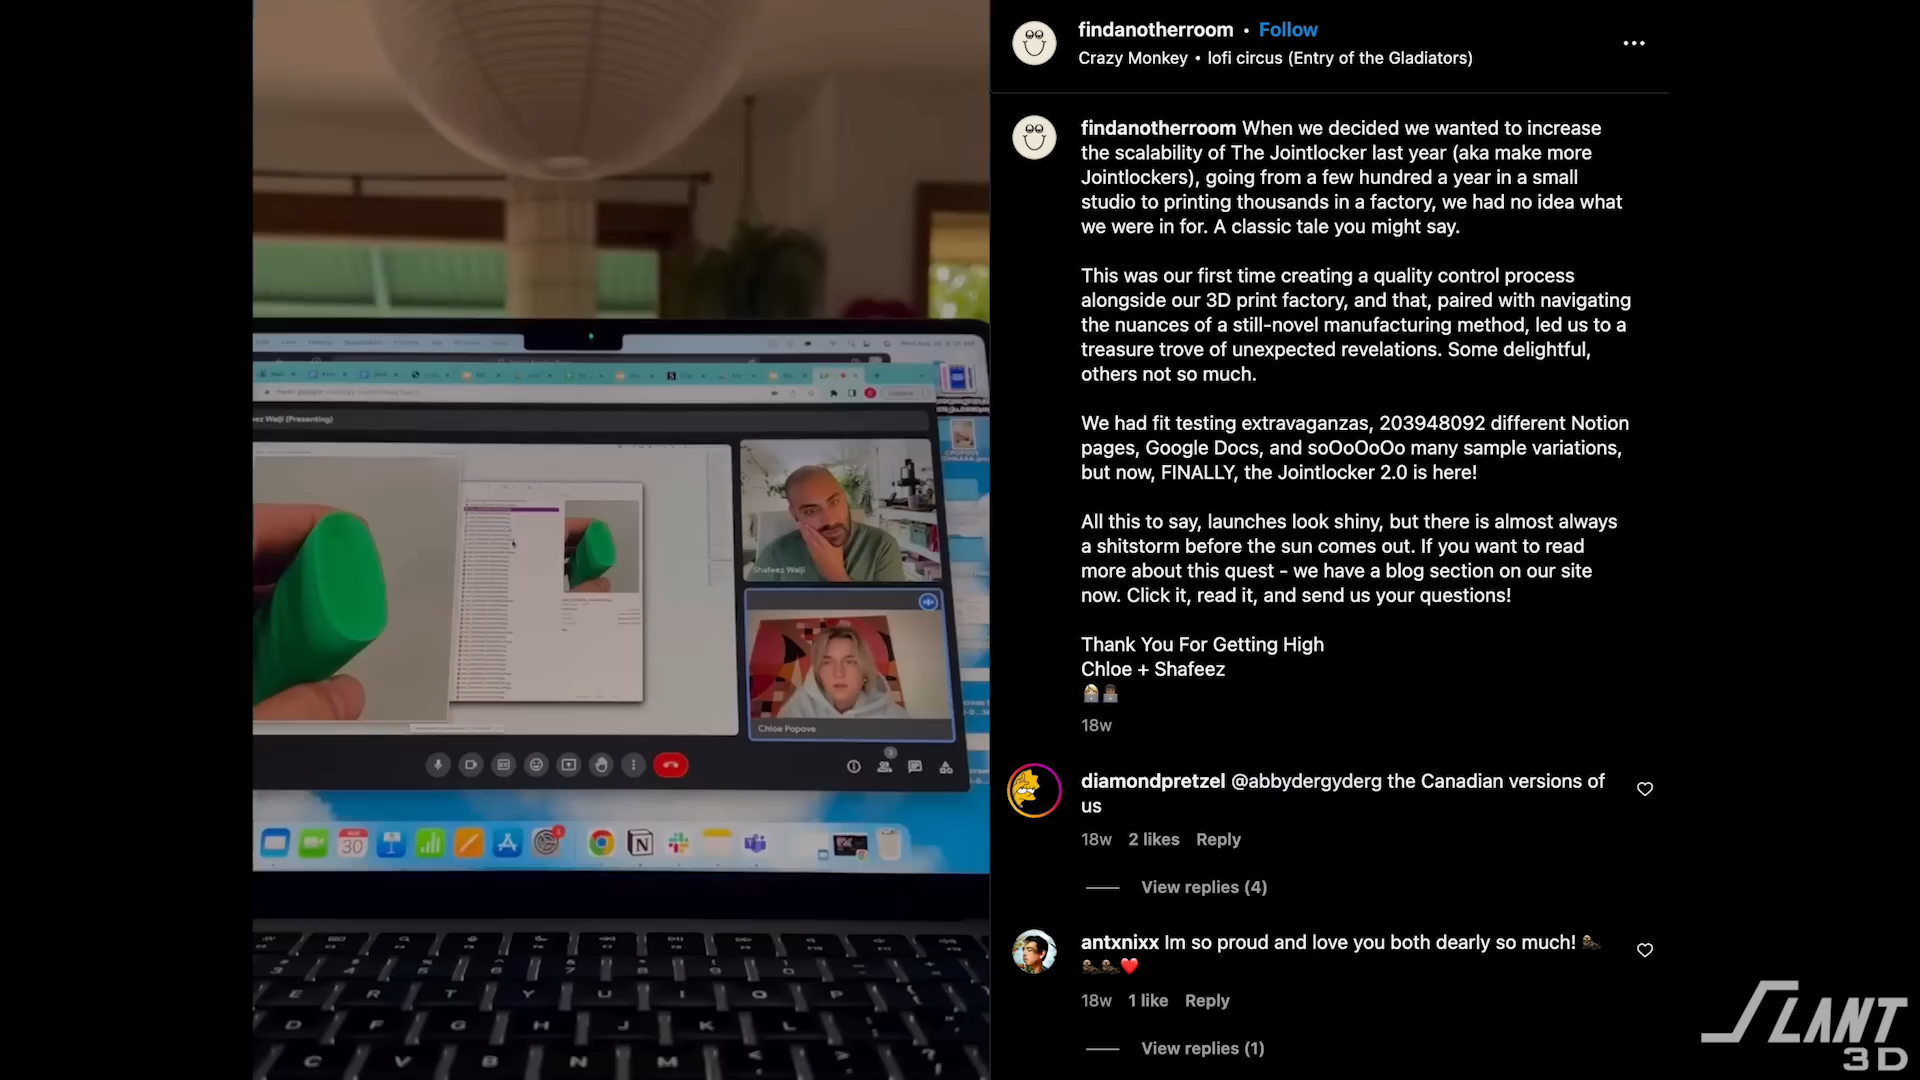 findanotherroom • Follow
Crazy Monkey • lofi circus (Entry of the Gladiators)
findanotherroom When we decided we wanted to increase
the scalability of The Jointlocker last year (aka make more
Jointlockers), going from a few hundred a year in a small
studio to printing thousands in a factory, we had no idea what
we were in for. A classic tale you might say.
This was our first time creating a quality control process
alongside our 3D print factory, and that, paired with navigating
the nuances of a still-novel manufacturing method, led us to a
treasure trove of unexpected revelations. Some delightful,
others not so much.
We had fit testing extravaganzas, 203948092 different Notion
pages, Google Docs, and soOoOoOo many sample variations,
but now, FINALLY, the Jointlocker 2.0 is here!
All this to say, launches look shiny, but there is almost always
a shitstorm before the sun comes out. If you want to read
more about this quest - we have a blog section on our site
now. Click it, read it, and send us your questions!
Thank You For Getting High
Chloe + Shafeez
18w
diamondpretzel @abbydergyderg the Canadian versions of
us
18w 2 likes Reply
View replies (4)
antxnixx Im so proud and love you both dearly so much!
18w 1 like Reply
View replies (1)
SLANT
3D
(Presenting)
Shafeez Walji
Chloe Popove
30
E R T Y U I O P
D F G H J K L
C V B N M